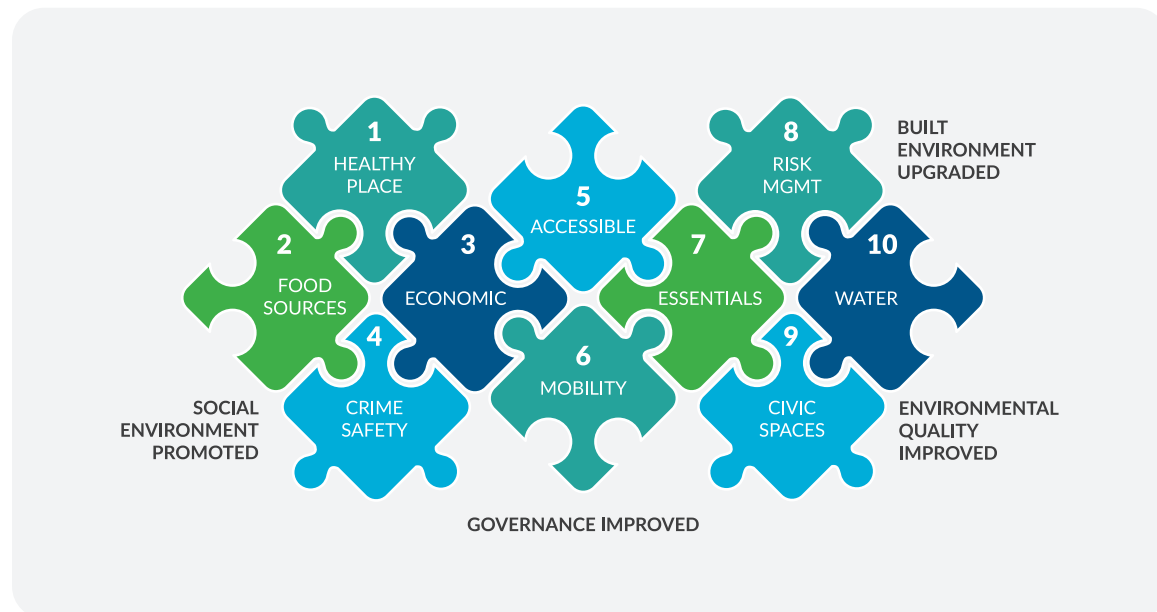 1
HEALTHY
PLACE
2
FOOD
SOURCES
3
ECONOMIC
4
CRIME
SAFETY
5
ACCESSIBLE
6
MOBILITY
7
ESSENTIALS
8
RISK
MGMT
9
CIVIC
SPACES
10
WATER
BUILT
ENVIRONMENT
UPGRADED
SOCIAL
ENVIRONMENT
PROMOTED
ENVIRONMENTAL
QUALITY
IMPROVED
GOVERNANCE IMPROVED